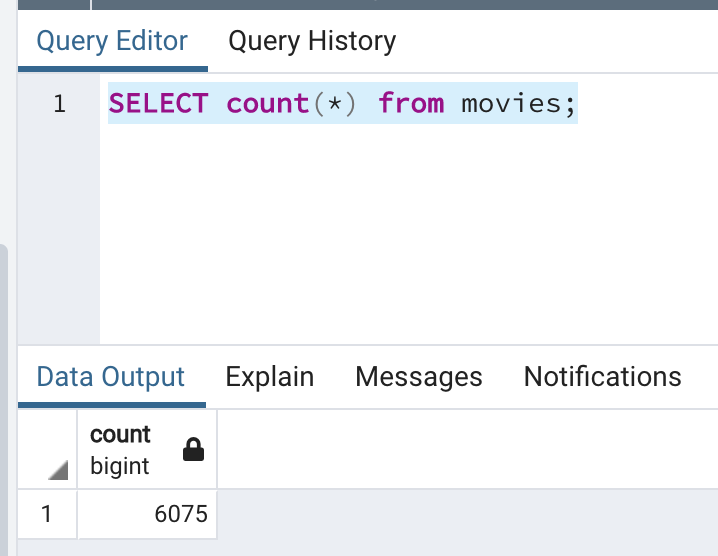 Query Editor Query History
1 SELECT count(*) from movies;
Data Output Explain Messages Notifications
count
bigint
1 6075